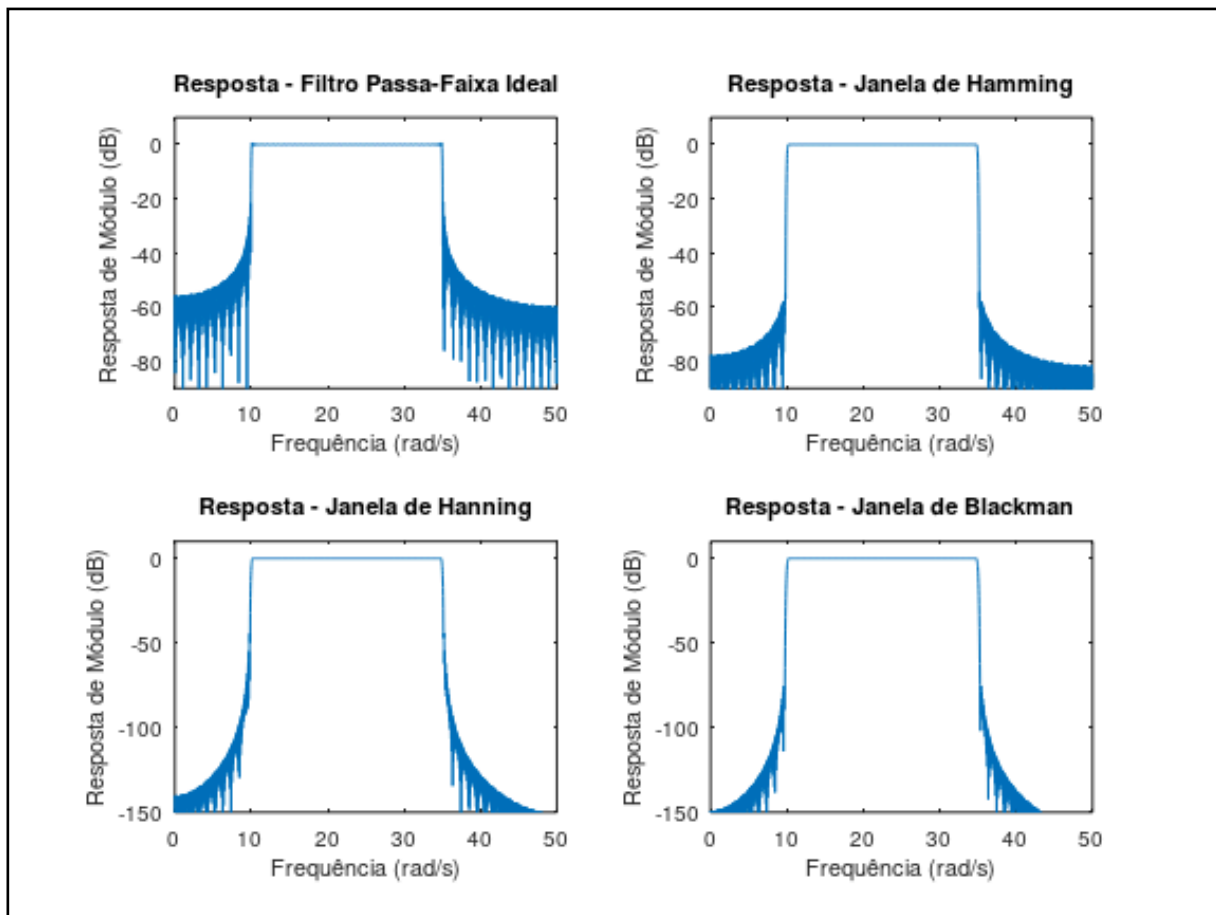 Resposta - Filtro Passa-Faixa Ideal
Resposta de Módulo (dB)
0
-20
-40
-60
-80
0 10 20 30 40 50
Frequência (rad/s)
Resposta - Janela de Hamming
Resposta de Módulo (dB)
0
-20
-40
-60
-80
0 10 20 30 40 50
Frequência (rad/s)
Resposta - Janela de Hanning
Resposta de Módulo (dB)
0
-50
-100
-150
0 10 20 30 40 50
Frequência (rad/s)
Resposta - Janela de Blackman
Resposta de Módulo (dB)
0
-50
-100
-150
0 10 20 30 40 50
Frequência (rad/s)